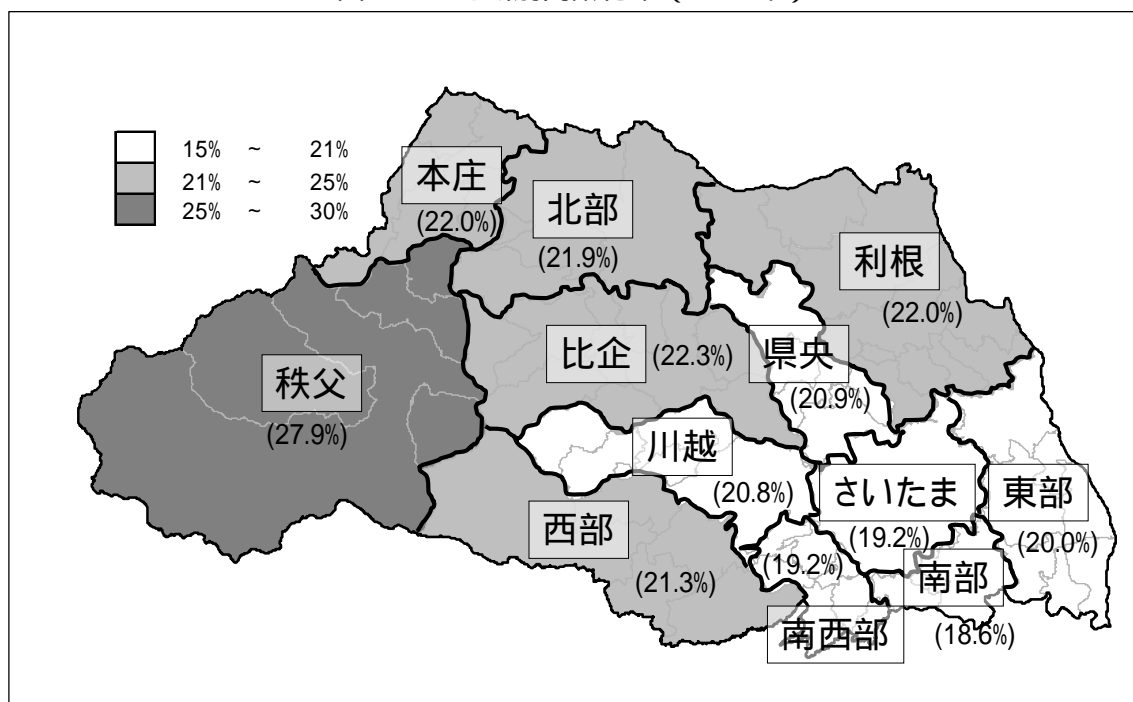 15% ~ 21%
21% ~ 25%
25% ~ 30%
本庄
(22.0%)
北部
(21.9%)
利根
(22.0%)
比企 (22.3%)
県央
(20.9%)
秩父
(27.9%)
川越
(20.8%)
さいたま
(19.2%)
東部
(20.0%)
西部
(21.3%)
(19.2%)
南西部
南部
(18.6%)